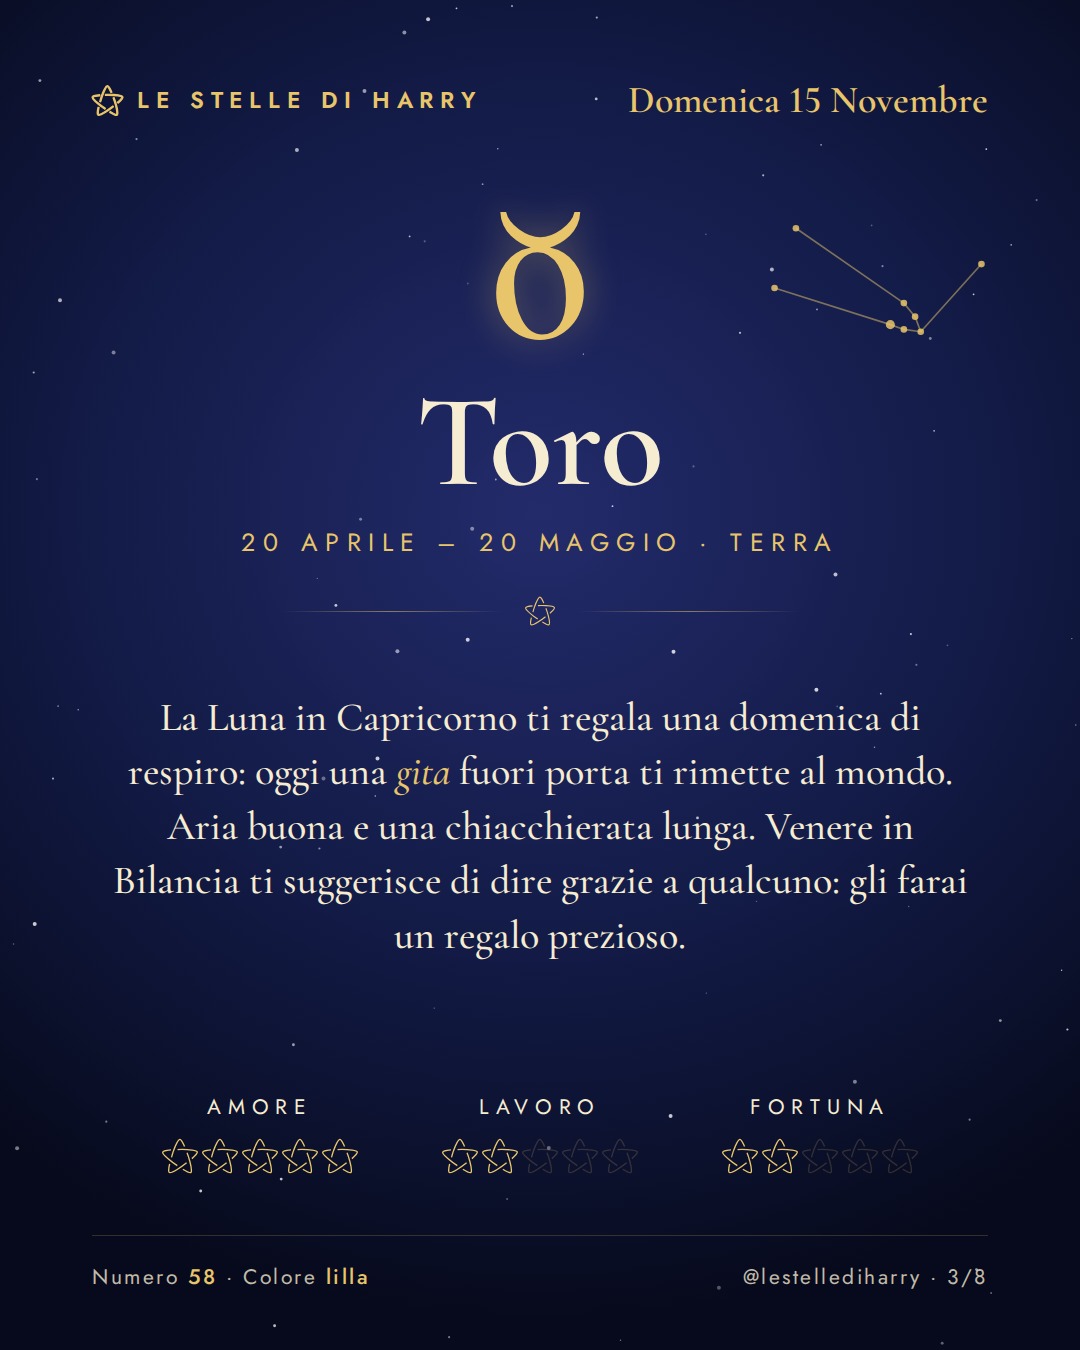 LE STELLE DI HARRY
Domenica 15 Novembre
Toro
20 APRILE – 20 MAGGIO · TERRA
La Luna in Capricorno ti regala una domenica di
respiro: oggi una gita fuori porta ti rimette al mondo.
Aria buona e una chiacchierata lunga. Venere in
Bilancia ti suggerisce di dire grazie a qualcuno: gli farai
un regalo prezioso.
AMORE
LAVORO
FORTUNA
Numero 58 · Colore lilla
@lestellediharry · 3/8